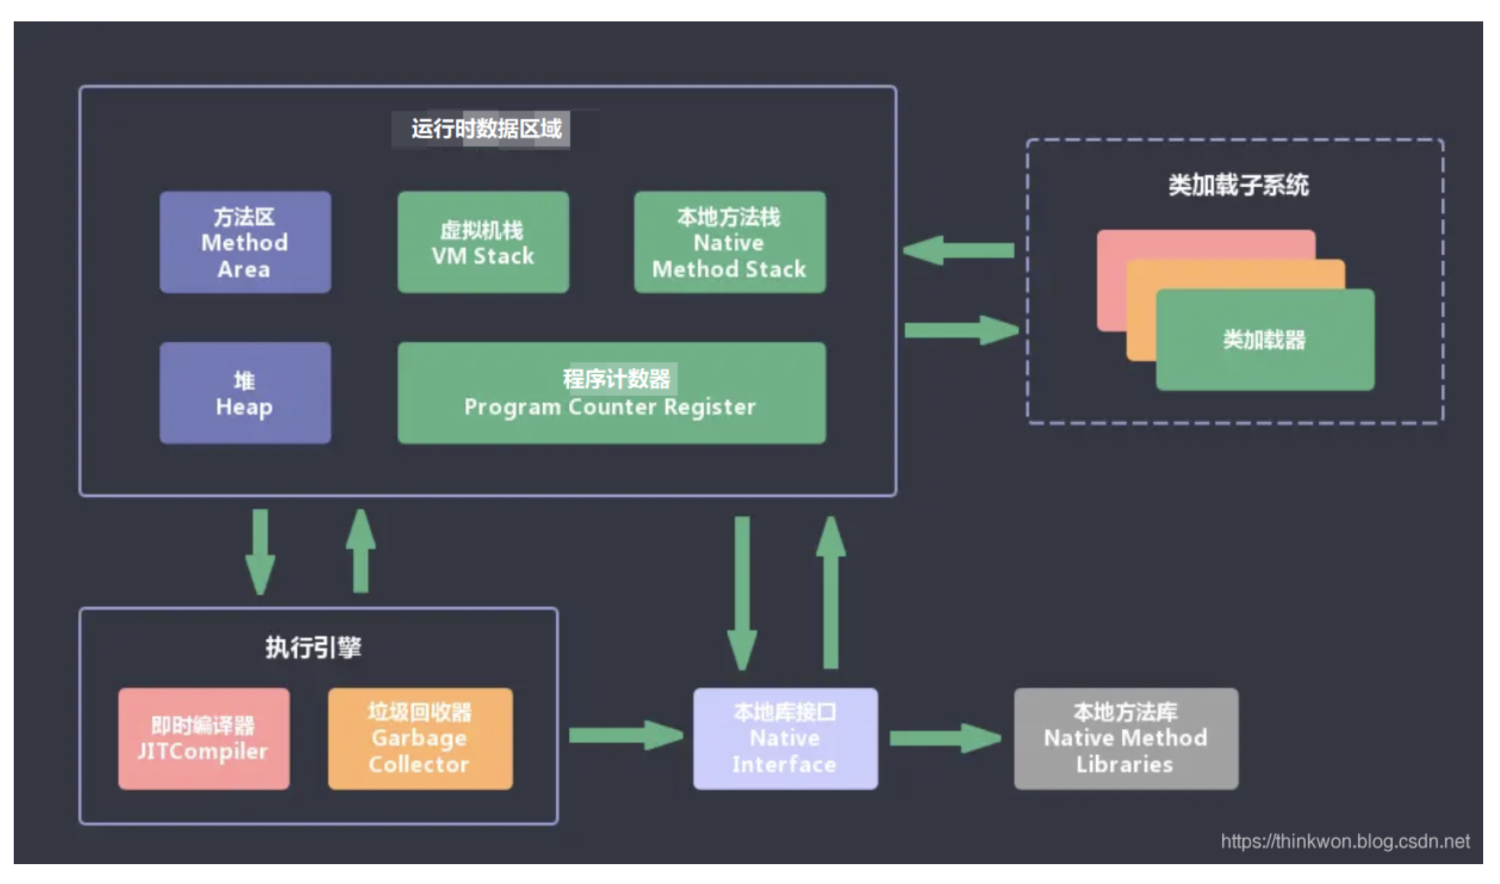 运行时数据区域
方法区
Method
Area
虚拟机栈
VM Stack
本地方法栈
Native
Method Stack
堆
Heap
程序计数器
Program Counter Register
类加载子系统
类加载器
执行引擎
即时编译器
JITCompiler
垃圾回收器
Garbage
Collector
本地库接口
Native
Interface
本地方法库
Native Method
Libraries
https://thinkwon.blog.csdn.net